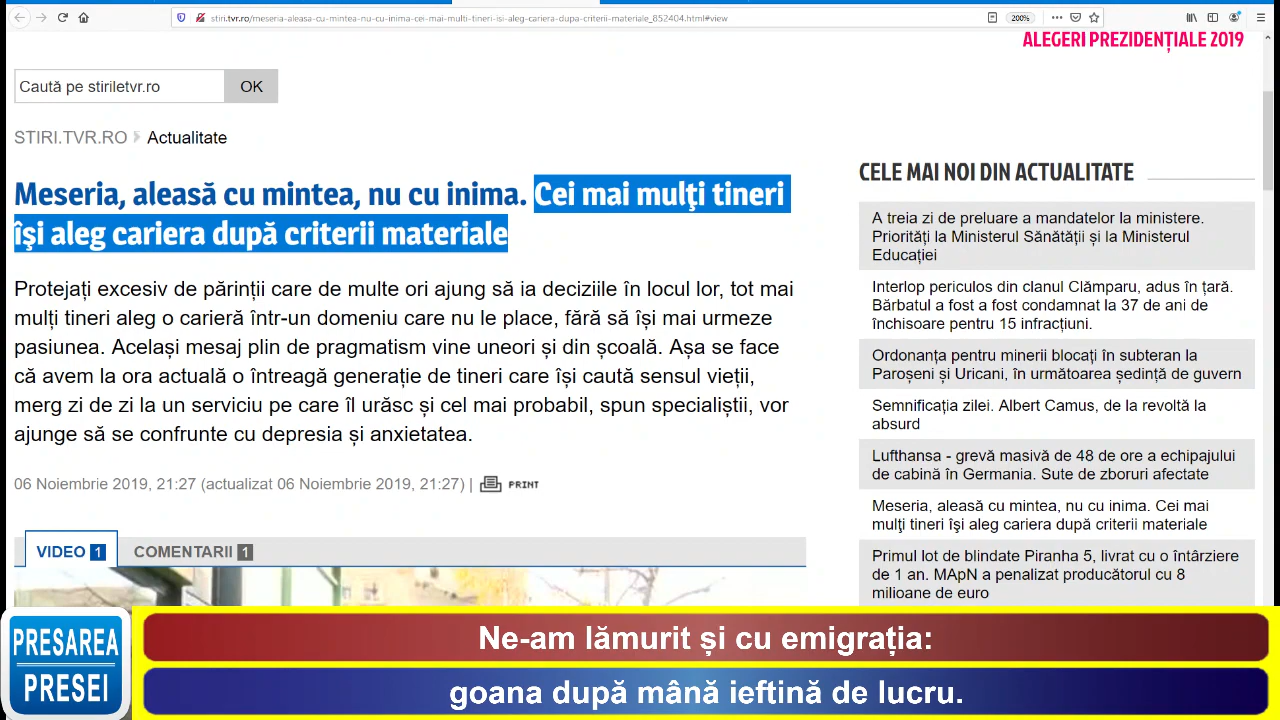 stiri.tvr.ro/meseria-aleasa-cu-mintea-nu-cu-inima-cei-mai-multi-tineri-isi-aleg-cariera-dupa-criterii-materiale_852404.html#view
200%
ALEGERI PREZIDENȚIALE 2019
Caută pe stiriletvr.ro OK
STIRI.TVR.RO Actualitate
Meseria, aleasă cu mintea, nu cu inima. Cei mai mulţi tineri
îşi aleg cariera după criterii materiale
Protejați excesiv de părinții care de multe ori ajung să ia deciziile în locul lor, tot mai
mulți tineri aleg o carieră într-un domeniu care nu le place, fără să își mai urmeze
pasiunea. Același mesaj plin de pragmatism vine uneori și din școală. Așa se face
că avem la ora actuală o întreagă generație de tineri care își caută sensul vieții,
merg zi de zi la un serviciu pe care îl urăsc și cel mai probabil, spun specialiștii, vor
ajunge să se confrunte cu depresia și anxietatea.
06 Noiembrie 2019, 21:27 (actualizat 06 Noiembrie 2019, 21:27) | PRINT
VIDEO 1 COMENTARII 1
CELE MAI NOI DIN ACTUALITATE
A treia zi de preluare a mandatelor la ministere.
Priorități la Ministerul Sănătății și la Ministerul
Educației
Interlop periculos din clanul Clămparu, adus în țară.
Bărbatul a fost a fost condamnat la 37 de ani de
închisoare pentru 15 infracțiuni.
Ordonanța pentru minerii blocați în subteran la
Paroșeni și Uricani, în următoarea ședință de guvern
Semnificația zilei. Albert Camus, de la revoltă la
absurd
Lufthansa - grevă masivă de 48 de ore a echipajului
de cabină în Germania. Sute de zboruri afectate
Meseria, aleasă cu mintea, nu cu inima. Cei mai
mulţi tineri îşi aleg cariera după criterii materiale
Primul lot de blindate Piranha 5, livrat cu o întârziere
de 1 an. MApN a penalizat producătorul cu 8
milioane de euro
PRESAREA
PRESEI
Ne-am lămurit și cu emigrația:
goana după mână ieftină de lucru.